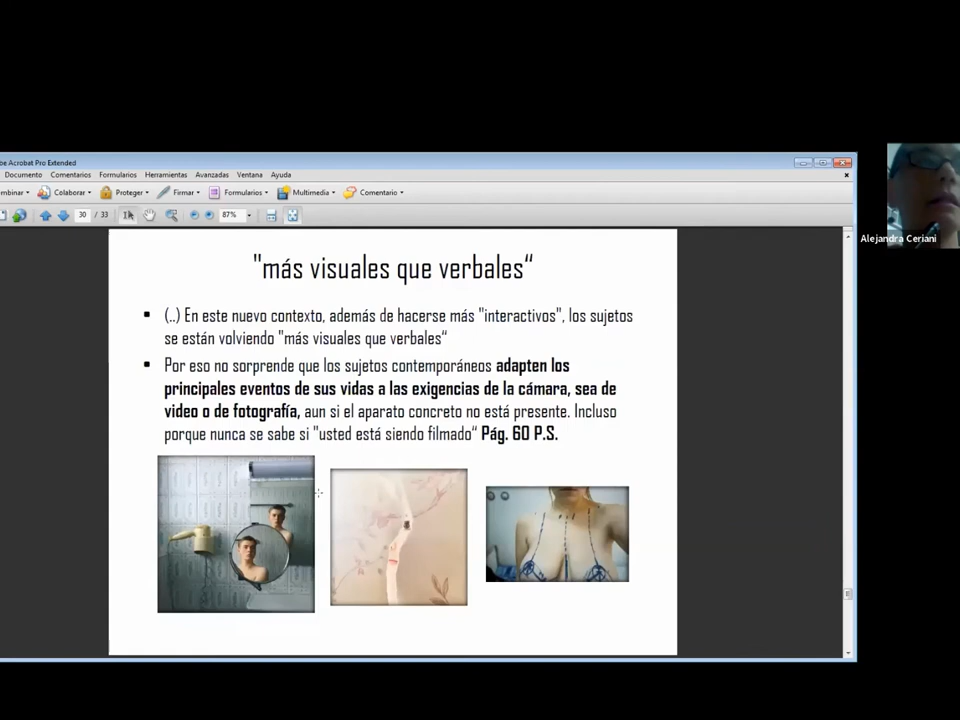 be Acrobat Pro Extended
Documento Comentarios Formularios Herramientas Avanzadas Ventana Ayuda
mbinar Colaborar Proteger Firmar Formularios Multimedia Comentario
30 / 33 87%
"más visuales que verbales“
(..) En este nuevo contexto, además de hacerse más "interactivos", los sujetos
se están volviendo "más visuales que verbales“
Por eso no sorprende que los sujetos contemporáneos adapten los
principales eventos de sus vidas a las exigencias de la cámara, sea de
video o de fotografía, aun si el aparato concreto no está presente. Incluso
porque nunca se sabe si "usted está siendo filmado“ Pág. 60 P.S.
Alejandra Ceriani